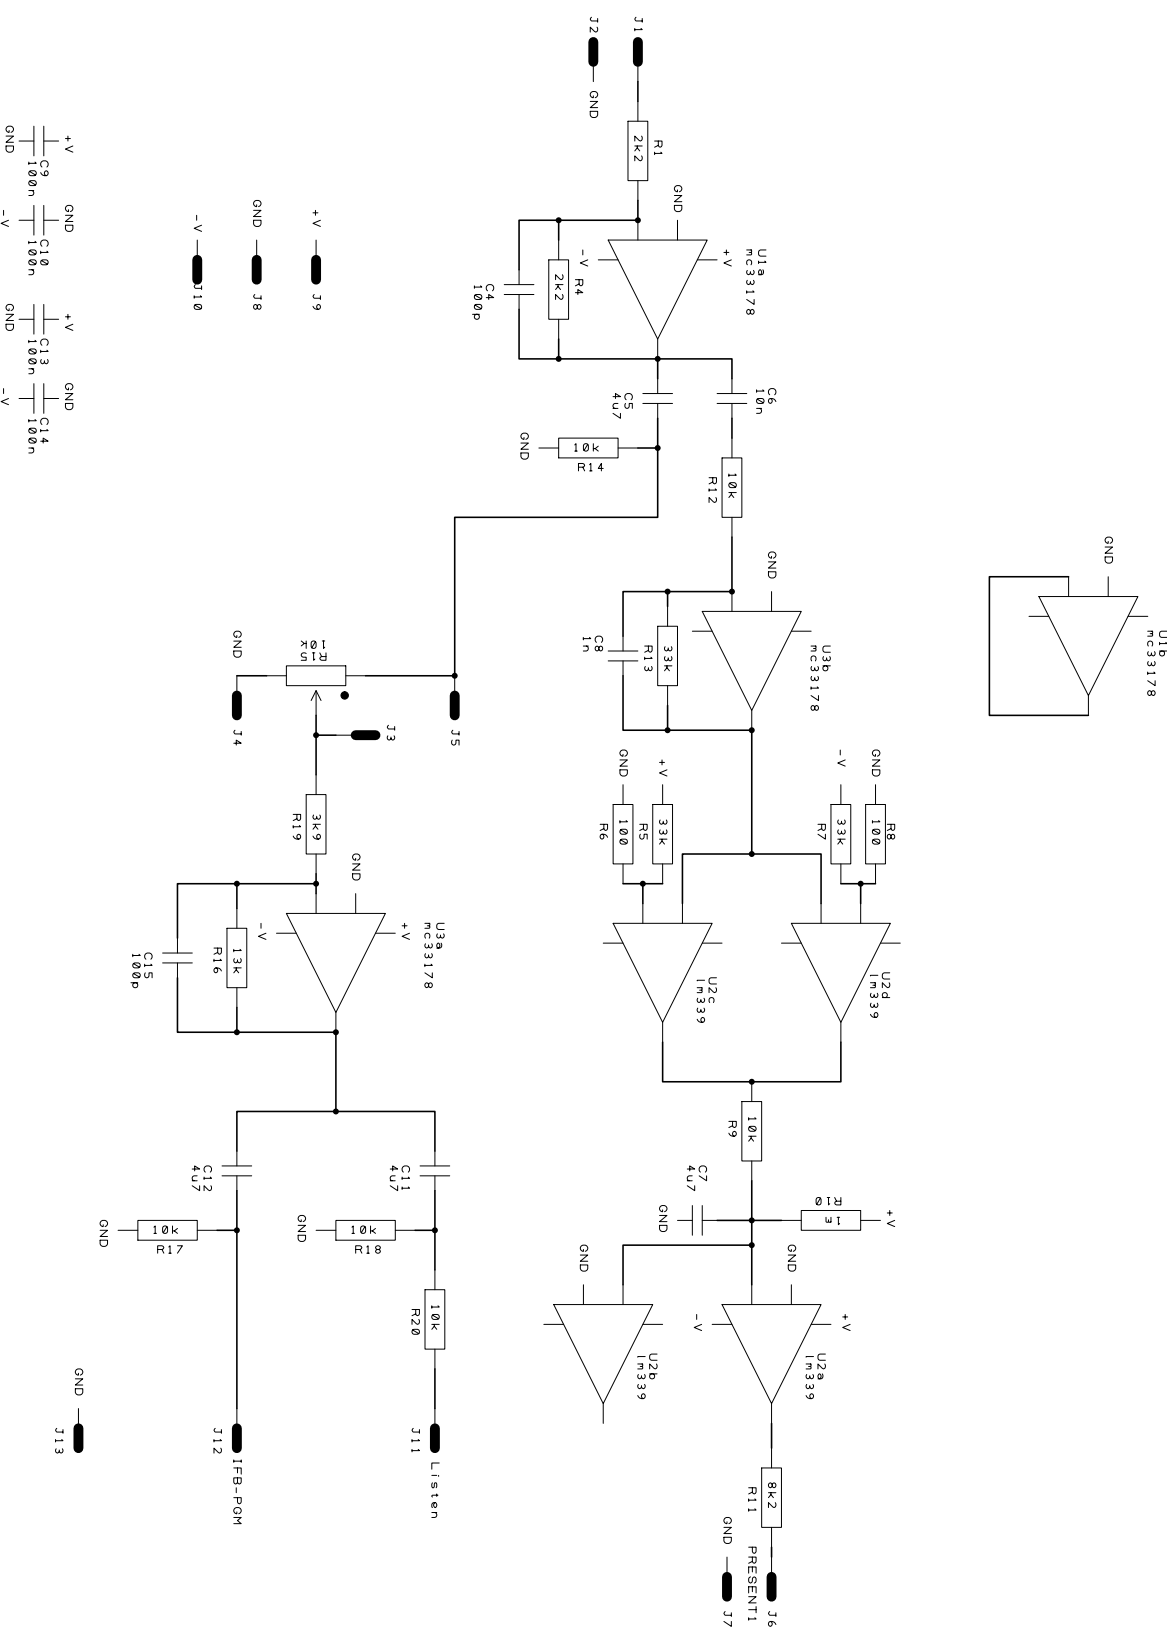 J1
J2
GND
R1
2k2
GND
U1a
mc33178
+V
-V
R4
2k2
C4
100p
C6
10n
C5
4u7
GND
10k
R14
10k
R12
GND
U1b
mc33178
GND
U3b
mc33178
33k
R13
C8
1n
GND
R15
10k
J4
J3
J5
3k9
R19
GND
U3a
mc33178
+V
-V
13k
R16
C15
100p
GND
R8
100
-V
33k
R7
+V
33k
R5
GND
100
R6
U2d
lm339
U2c
lm339
10k
R9
C7
4u7
GND
R10
1m
+V
GND
GND
+V
-V
U2a
lm339
U2b
lm339
8k2
R11
GND
PRESENT1
J6
J7
C11
4u7
C12
4u7
GND
10k
R18
GND
10k
R17
10k
R20
J11
Listen
J12
IFB-PGM
GND
J13
+V
J9
GND
J8
-V
J10
+V
C9
100n
GND
GND
C10
100n
-V
+V
C13
100n
GND
GND
C14
100n
-V